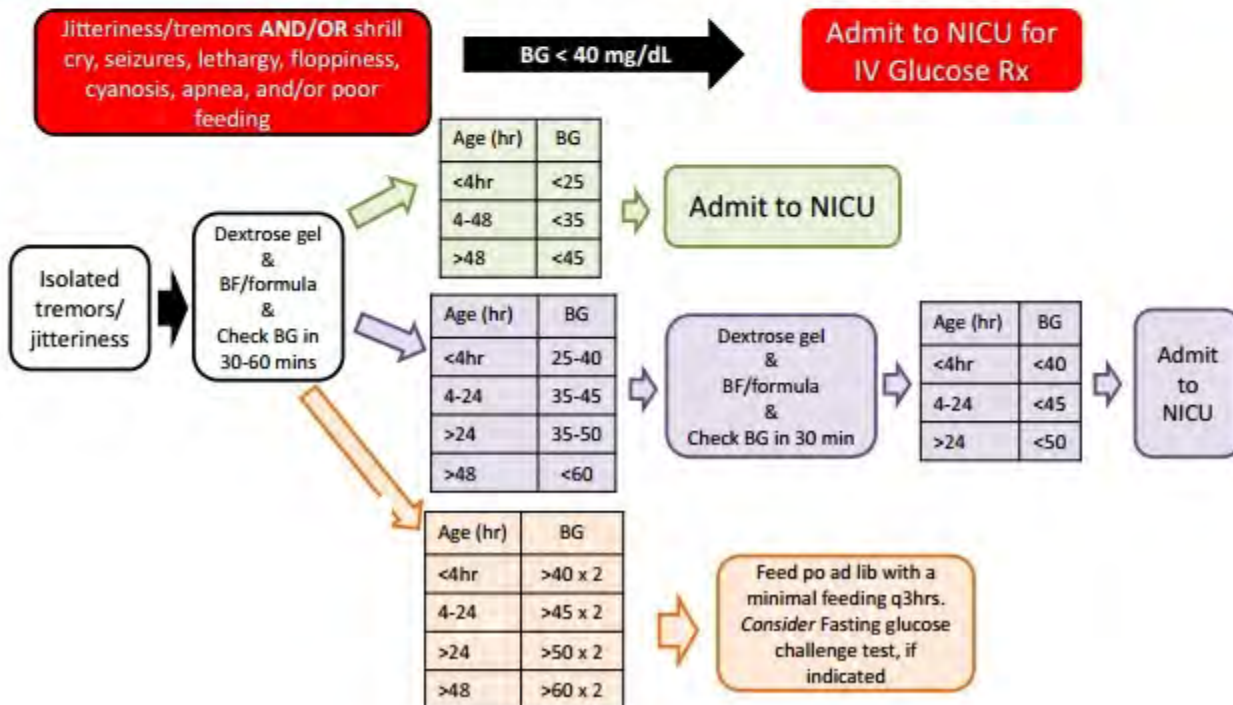 Jitteriness/tremors AND/OR shrill
cry, seizures, lethargy, floppiness,
cyanosis, apnea, and/or poor
feeding
BG < 40 mg/dL
Admit to NICU for
IV Glucose Rx
Isolated
tremors/
jitteriness
Dextrose gel
&
BF/formula
&
Check BG in
30-60 mins
Age (hr) BG
<4hr <25
4-48 <35
>48 <45
Admit to NICU
Age (hr) BG
<4hr 25-40
4-24 35-45
>24 35-50
>48 <60
Dextrose gel
&
BF/formula
&
Check BG in 30 min
Age (hr) BG
<4hr <40
4-24 <45
>24 <50
Admit
to
NICU
Age (hr) BG
<4hr >40 x 2
4-24 >45 x 2
>24 >50 x 2
>48 >60 x 2
Feed po ad lib with a
minimal feeding q3hrs.
Consider Fasting glucose
challenge test, if
indicated